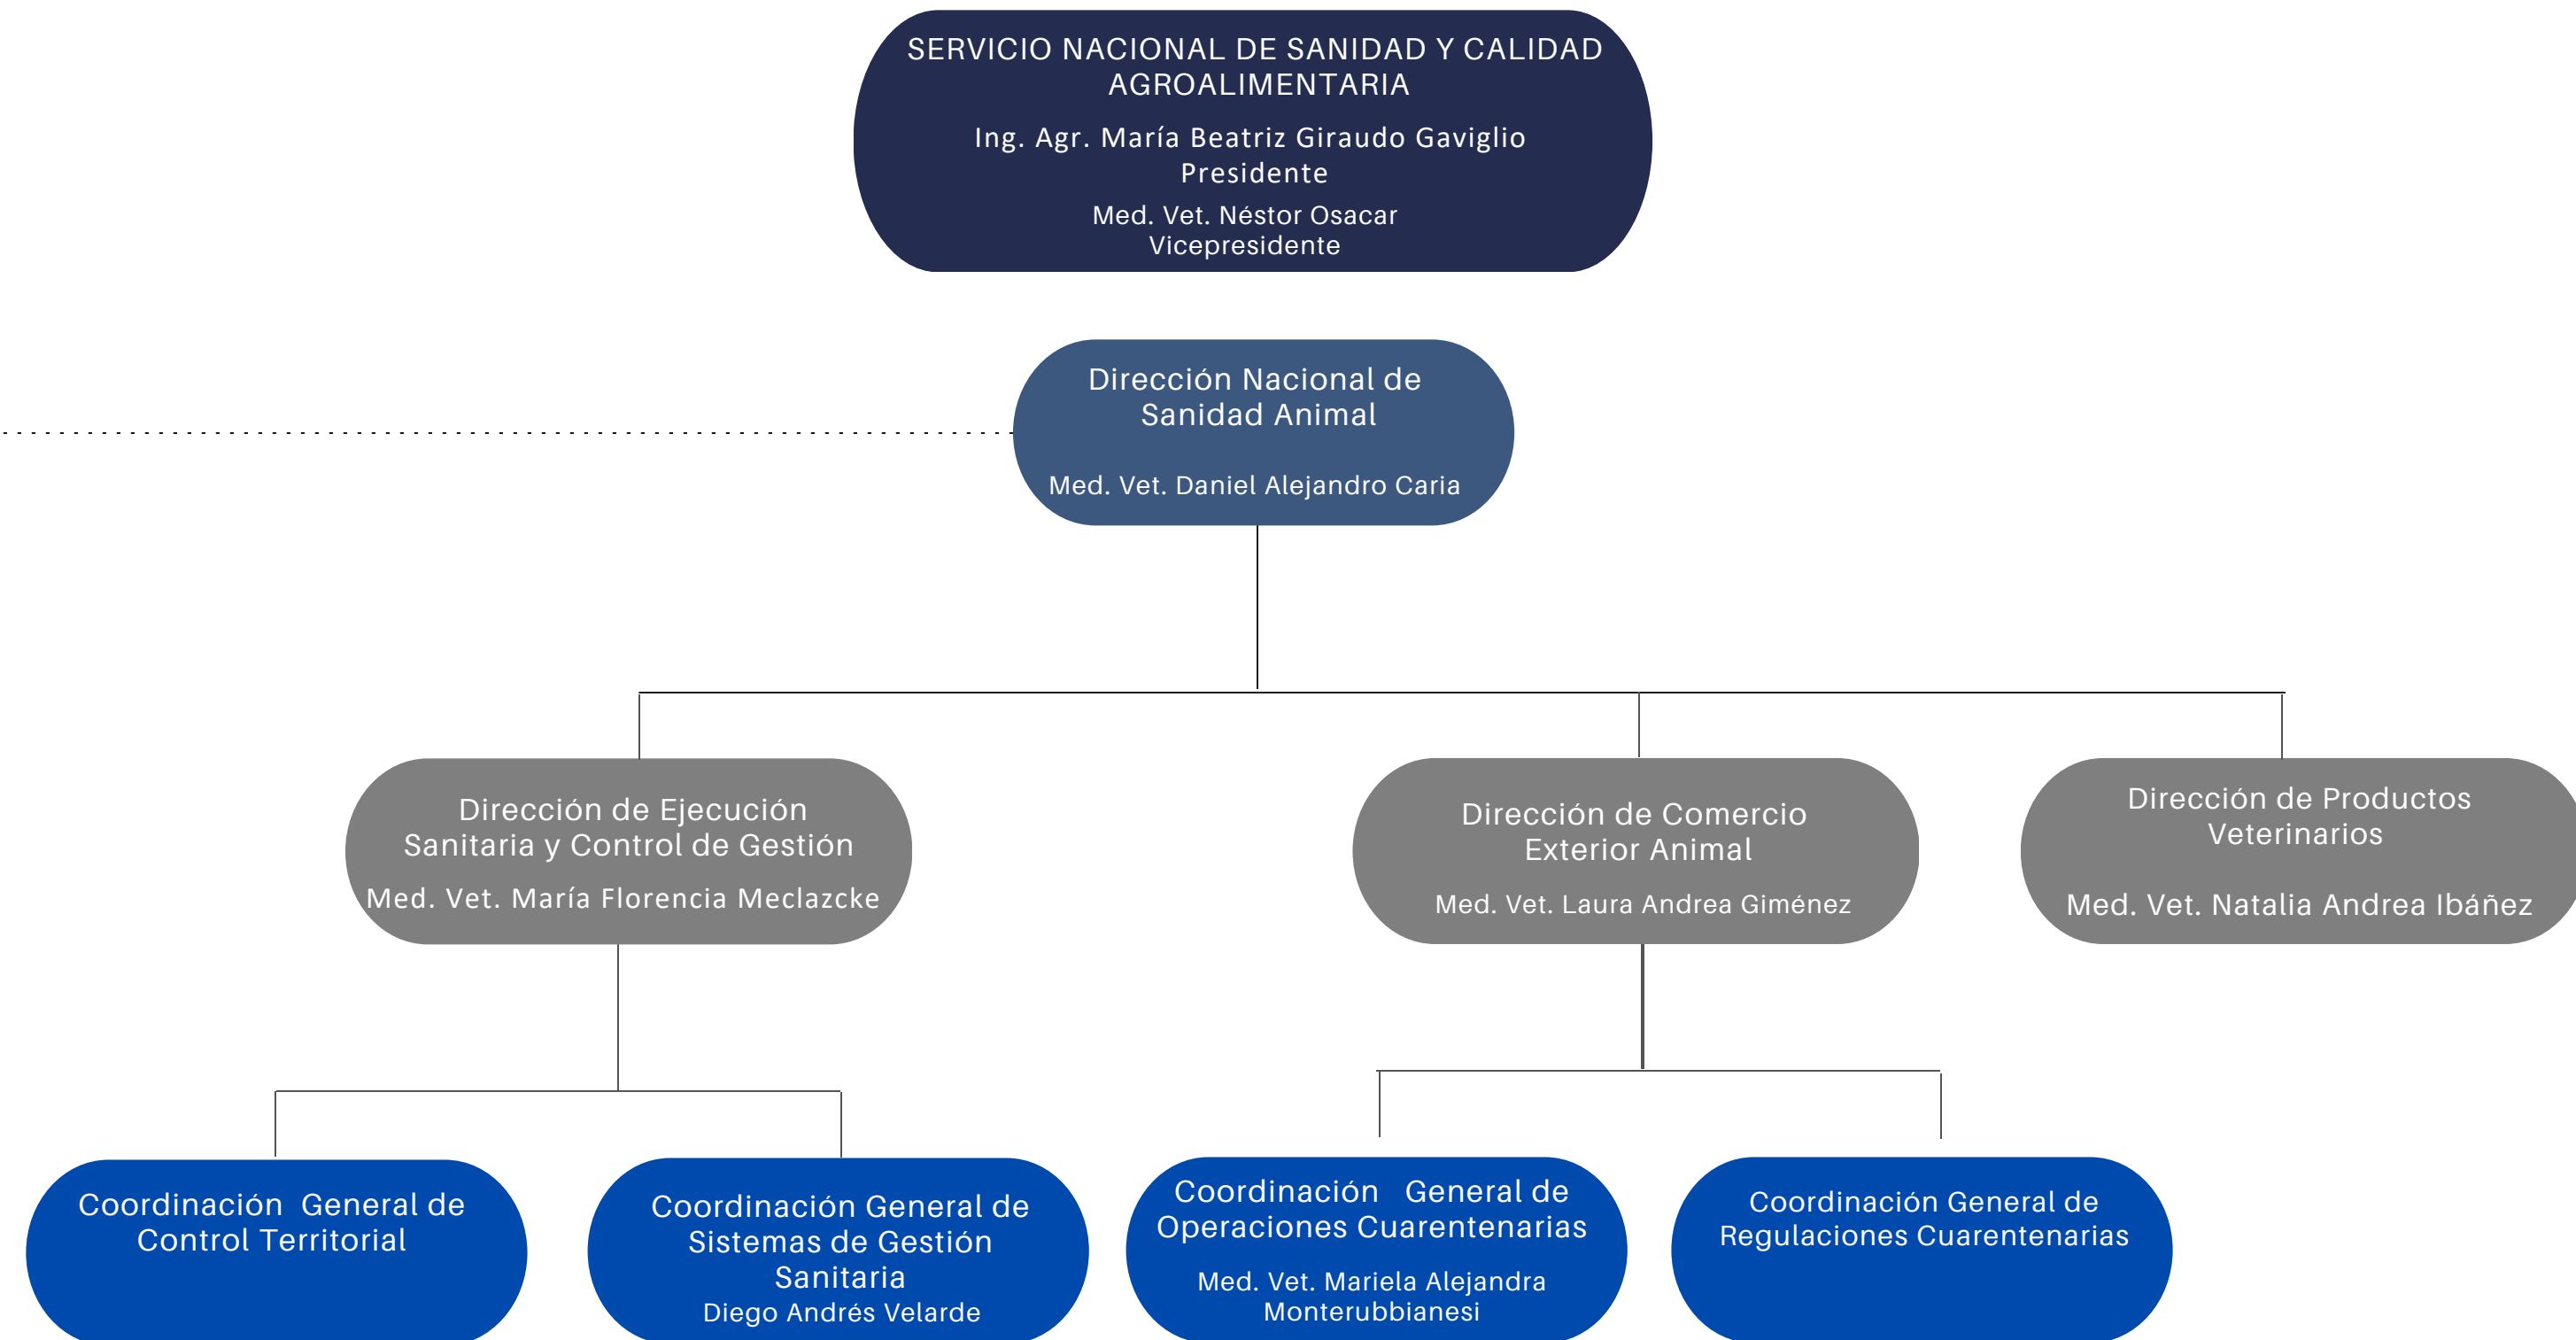 SERVICIO NACIONAL DE SANIDAD Y CALIDAD
AGROALIMENTARIA
Ing. Agr. María Beatriz Giraudo Gaviglio
Presidente
Med. Vet. Néstor Osacar
Vicepresidente
Dirección Nacional de
Sanidad Animal
Med. Vet. Daniel Alejandro Caria
Dirección de Ejecución
Sanitaria y Control de Gestión
Med. Vet. María Florencia Meclazcke
Dirección de Comercio
Exterior Animal
Med. Vet. Laura Andrea Giménez
Dirección de Productos
Veterinarios
Med. Vet. Natalia Andrea Ibáñez
Coordinación General de
Control Territorial
Coordinación General de
Sistemas de Gestión
Sanitaria
Diego Andrés Velarde
Coordinación General de
Operaciones Cuarentenarias
Med. Vet. Mariela Alejandra
Monterubbianesi
Coordinación General de
Regulaciones Cuarentenarias